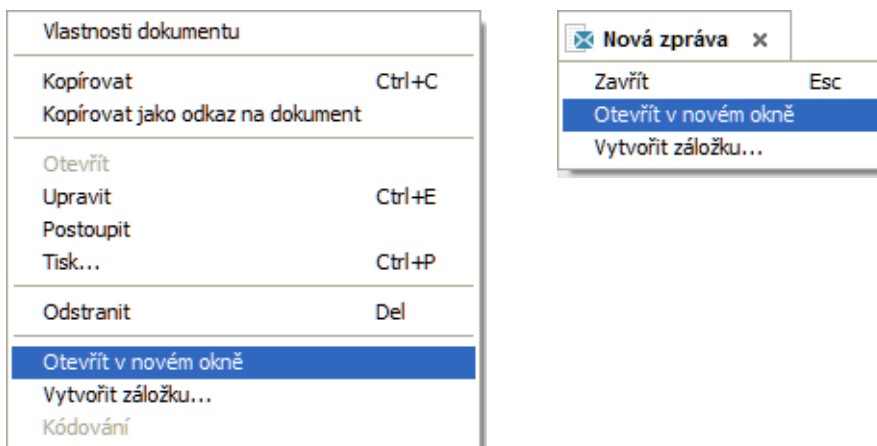 Vlastnosti dokumentu
Kopírovat Ctrl+C
Kopírovat jako odkaz na dokument
Otevřít
Upravit Ctrl+E
Postoupit
Tisk... Ctrl+P
Odstranit Del
Otevřít v novém okně
Vytvořit záložku...
Kódování
Nová zpráva
Zavřít Esc
Otevřít v novém okně
Vytvořit záložku...